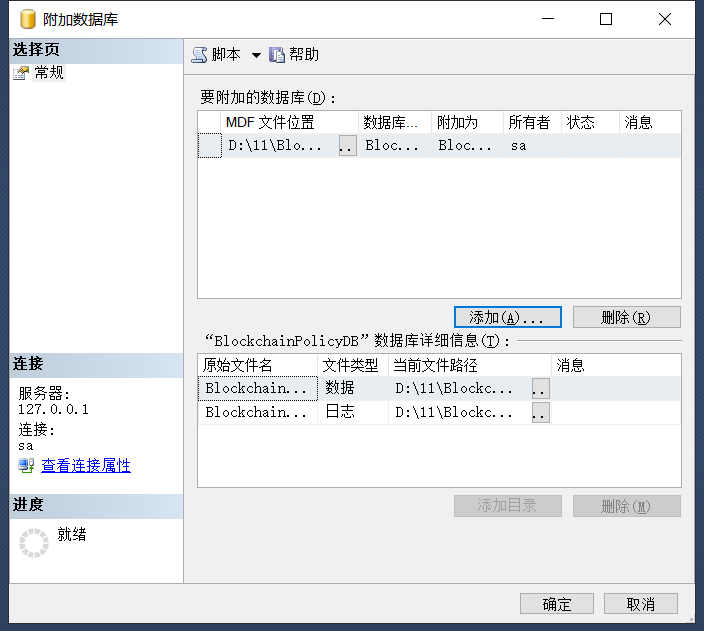 附加数据库
选择页
常规
脚本 帮助
要附加的数据库(D):
MDF 文件位置 数据库... 附加为 所有者 状态 消息
D:\11\Blo... .. Bloc... Bloc... sa
添加(A)... 删除(R)
“BlockchainPolicyDB”数据库详细信息(T):
原始文件名 文件类型 当前文件路径 消息
Blockchain... 数据 D:\11\Blockc... ..
Blockchain... 日志 D:\11\Blockc... ..
添加目录 删除(M)
连接
服务器:
127.0.0.1
连接:
sa
查看连接属性
进度
就绪
确定 取消